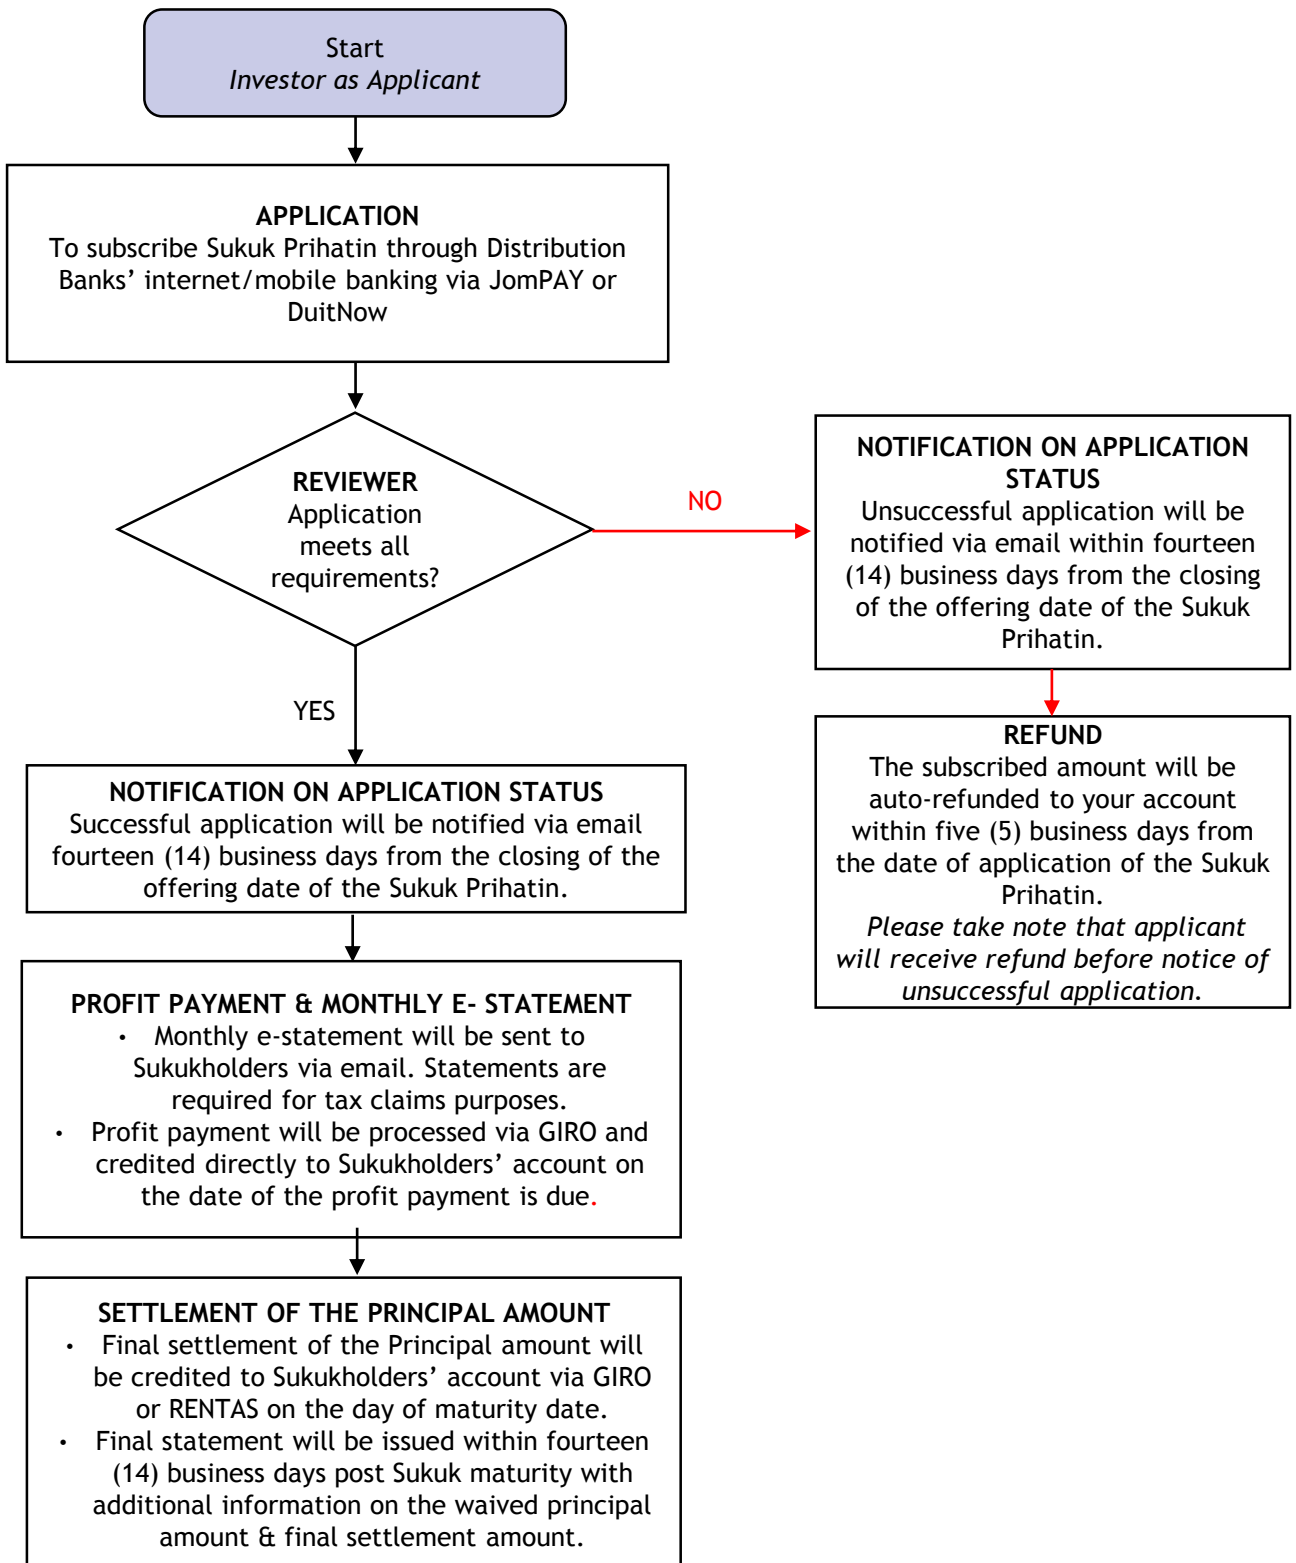 Start
Investor as Applicant
APPLICATION
To subscribe Sukuk Prihatin through Distribution
Banks’ internet/mobile banking via JomPAY or
DuitNow
REVIEWER
Application
meets all
requirements?
NO
NOTIFICATION ON APPLICATION
STATUS
Unsuccessful application will be
notified via email within fourteen
(14) business days from the closing
of the offering date of the Sukuk
Prihatin.
REFUND
The subscribed amount will be
auto-refunded to your account
within five (5) business days from
the date of application of the Sukuk
Prihatin.
Please take note that applicant
will receive refund before notice of
unsuccessful application.
YES
NOTIFICATION ON APPLICATION STATUS
Successful application will be notified via email
fourteen (14) business days from the closing of the
offering date of the Sukuk Prihatin.
PROFIT PAYMENT & MONTHLY E- STATEMENT
• Monthly e-statement will be sent to
Sukukholders via email. Statements are
required for tax claims purposes.
• Profit payment will be processed via GIRO and
credited directly to Sukukholders’ account on
the date of the profit payment is due.
SETTLEMENT OF THE PRINCIPAL AMOUNT
• Final settlement of the Principal amount will
be credited to Sukukholders’ account via GIRO
or RENTAS on the day of maturity date.
• Final statement will be issued within fourteen
(14) business days post Sukuk maturity with
additional information on the waived principal
amount & final settlement amount.